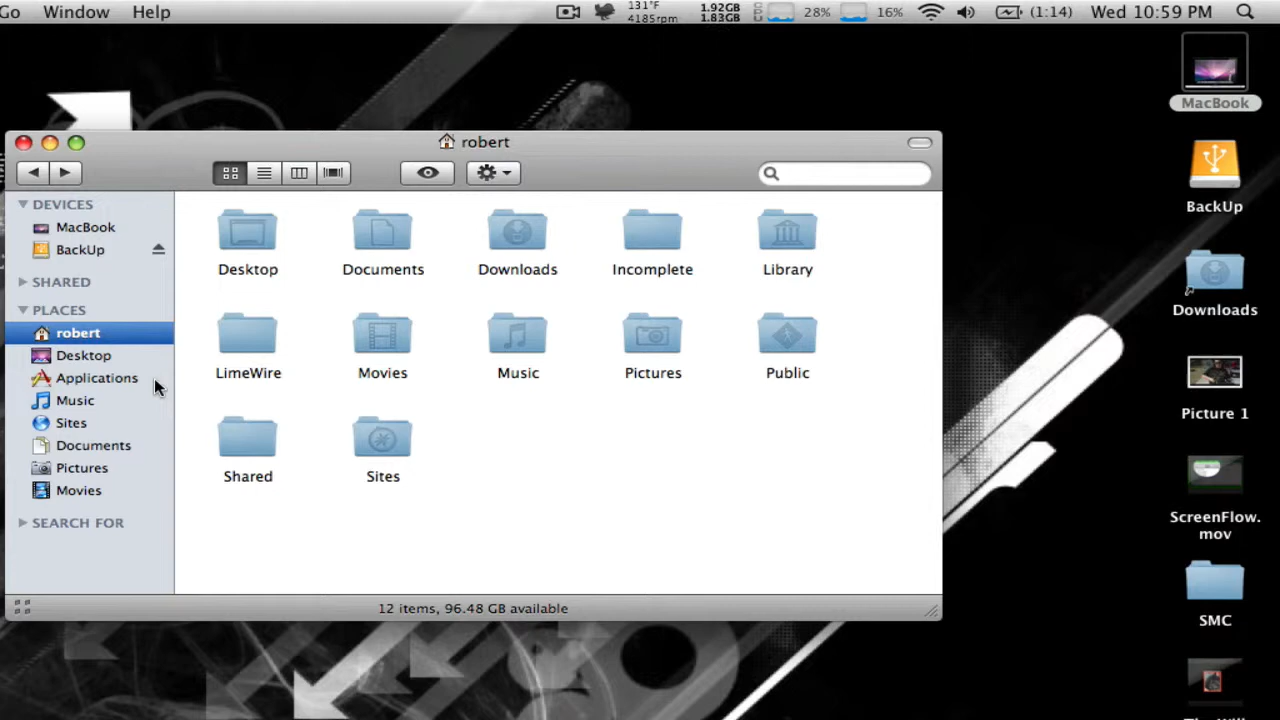 Go Window Help 131°F 4185rpm 1.92GB 1.83GB CPU 28% 16% (1:14) Wed 10:59 PM
MacBook
BackUp
Downloads
Picture 1
ScreenFlow.
mov
SMC
robert
DEVICES
MacBook
BackUp
SHARED
PLACES
robert
Desktop
Applications
Music
Sites
Documents
Pictures
Movies
SEARCH FOR
Desktop Documents Downloads Incomplete Library
LimeWire Movies Music Pictures Public
Shared Sites
12 items, 96.48 GB available